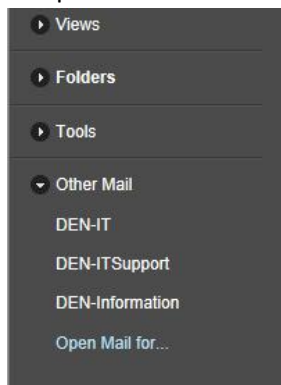 Views
Folders
Tools
Other Mail
DEN-IT
DEN-ITSupport
DEN-Information
Open Mail for...